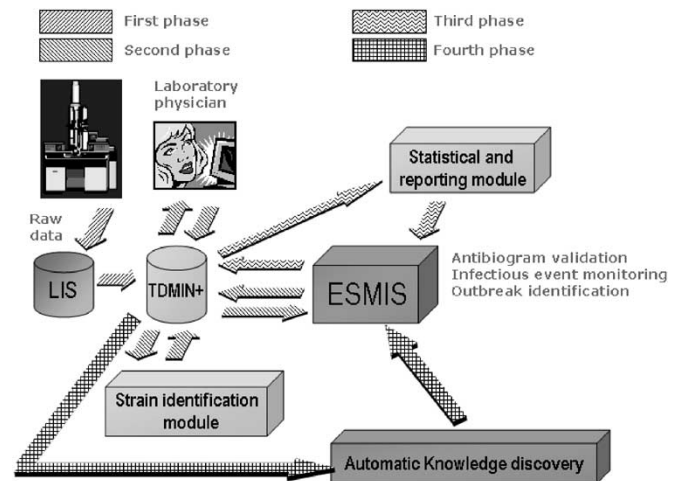 First phase
Second phase
Third phase
Fourth phase
Laboratory
physician
Statistical and
reporting module
Raw
data
LIS
TDMIN+
ESMIS
Antibiogram validation
Infectious event monitoring
Outbreak identification
Strain identification
module
Automatic Knowledge discovery